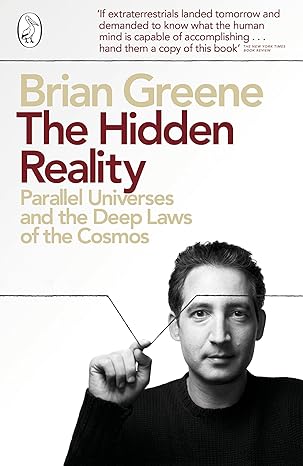 'If extraterrestrials landed tomorrow and
demanded to know what the human
mind is capable of accomplishing . . .
hand them a copy of this book' THE NEW YORK TIMES
BOOK REVIEW
Brian Greene
The Hidden
Reality
Parallel Universes
and the Deep Laws
of the Cosmos